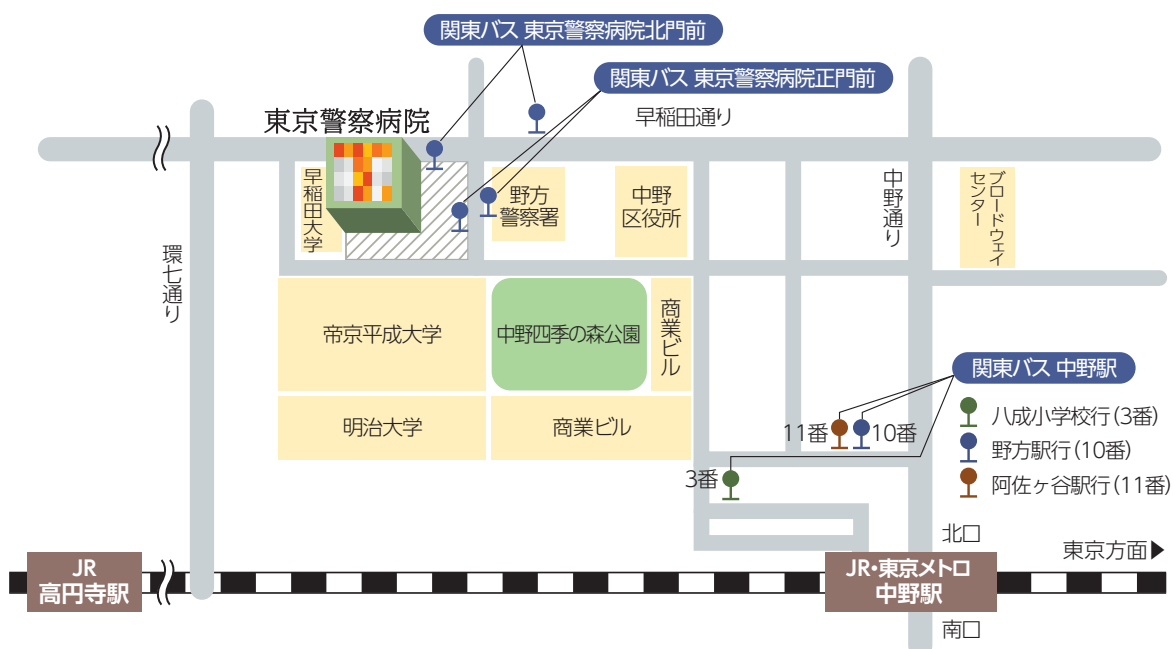 関東バス 東京警察病院北門前
関東バス 東京警察病院正門前
早稲田通り
東京警察病院
早稲田大学
野方
警察署
中野
区役所
中野通り
ブロードウェイ
センター
環七通り
帝京平成大学
中野四季の森公園
商業ビル
明治大学
商業ビル
関東バス 中野駅
八成小学校行(3番)
野方駅行(10番)
阿佐ヶ谷駅行(11番)
11番
10番
3番
北口
東京方面▶
JR
高円寺駅
JR・東京メトロ
中野駅
南口